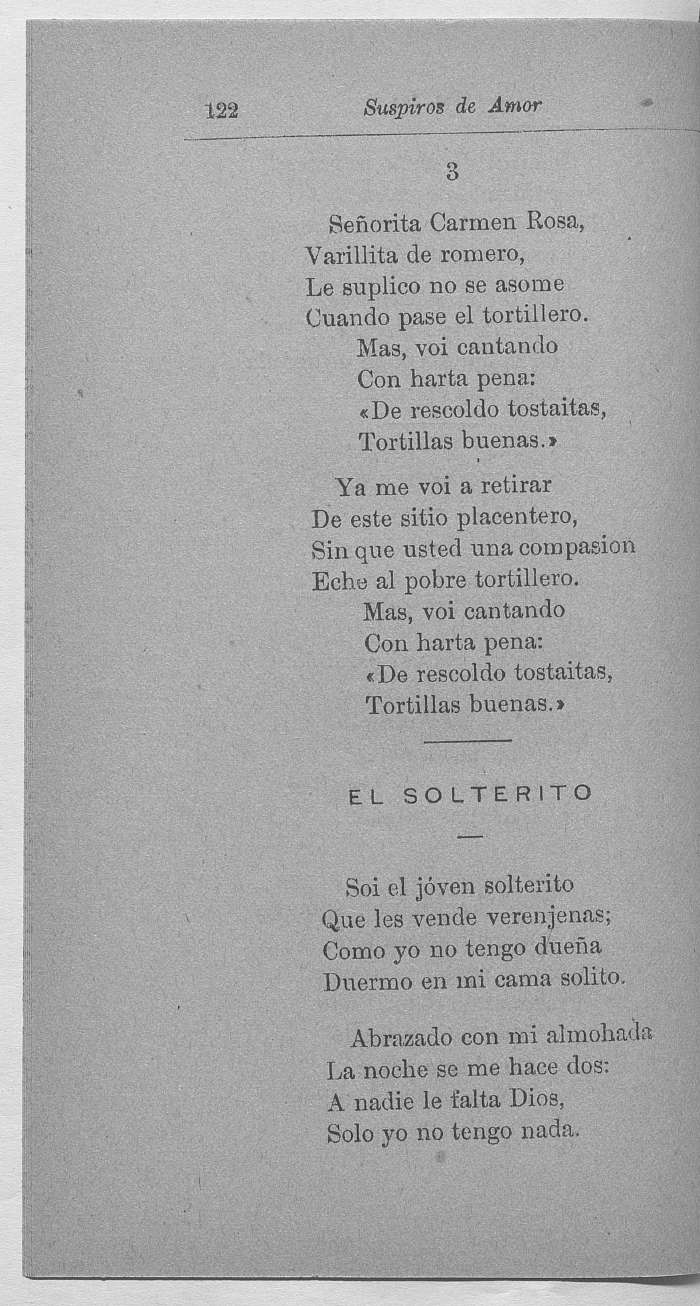 122 Suspiros de Amor
3
Señorita Carmen Rosa,
Varillita de romero,
Le suplico no se asome
Cuando pase el tortillero.
Mas, voi cantando
Con harta pena:
«De rescoldo tostaitas,
Tortillas buenas.»
Ya me voi a retirar
De este sitio placentero,
Sin que usted una compasion
Eche al pobre tortillero.
Mas, voi cantando
Con harta pena:
«De rescoldo tostaitas,
Tortillas buenas.»
EL SOLTERITO
Soi el jóven solterito
Que les vende verenjenas;
Como yo no tengo dueña
Duermo en mi cama solito.
Abrazado con mi almohada
La noche se me hace dos:
A nadie le falta Dios,
Solo yo no tengo nada.